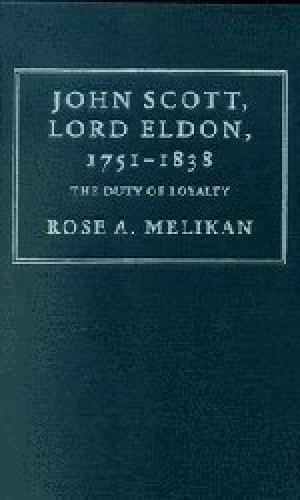 JOHN SCOTT,
LORD ELDON,
1751–1838
THE DUTY OF LOYALTY
ROSE A. MELIKAN